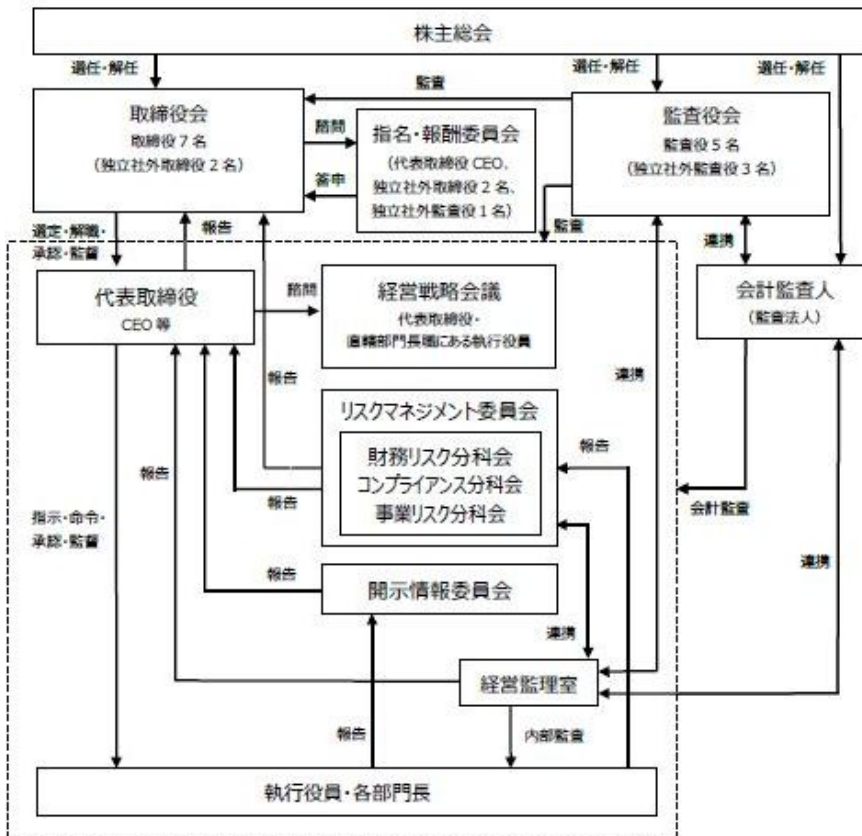 株主総会
選任・解任
選任・解任
選任・解任
監査
取締役会
取締役7名
(独立社外取締役2名)
諮問
答申
指名・報酬委員会
(代表取締役 CEO、
独立社外取締役2名、
独立社外監査役1名)
監査役会
監査役5名
(独立社外監査役3名)
選定・解職・
承認・監督
報告
監査
連携
代表取締役
CEO 等
諮問
経営戦略会議
代表取締役・
直轄部門長職にある執行役員
会計監査人
(監査法人)
報告
連携
リスクマネジメント委員会
財務リスク分科会
コンプライアンス分科会
事業リスク分科会
報告
報告
報告
会計監査
指示・命令・
承認・監督
報告
開示情報委員会
連携
連携
経営監理室
報告
内部監査
執行役員・各部門長